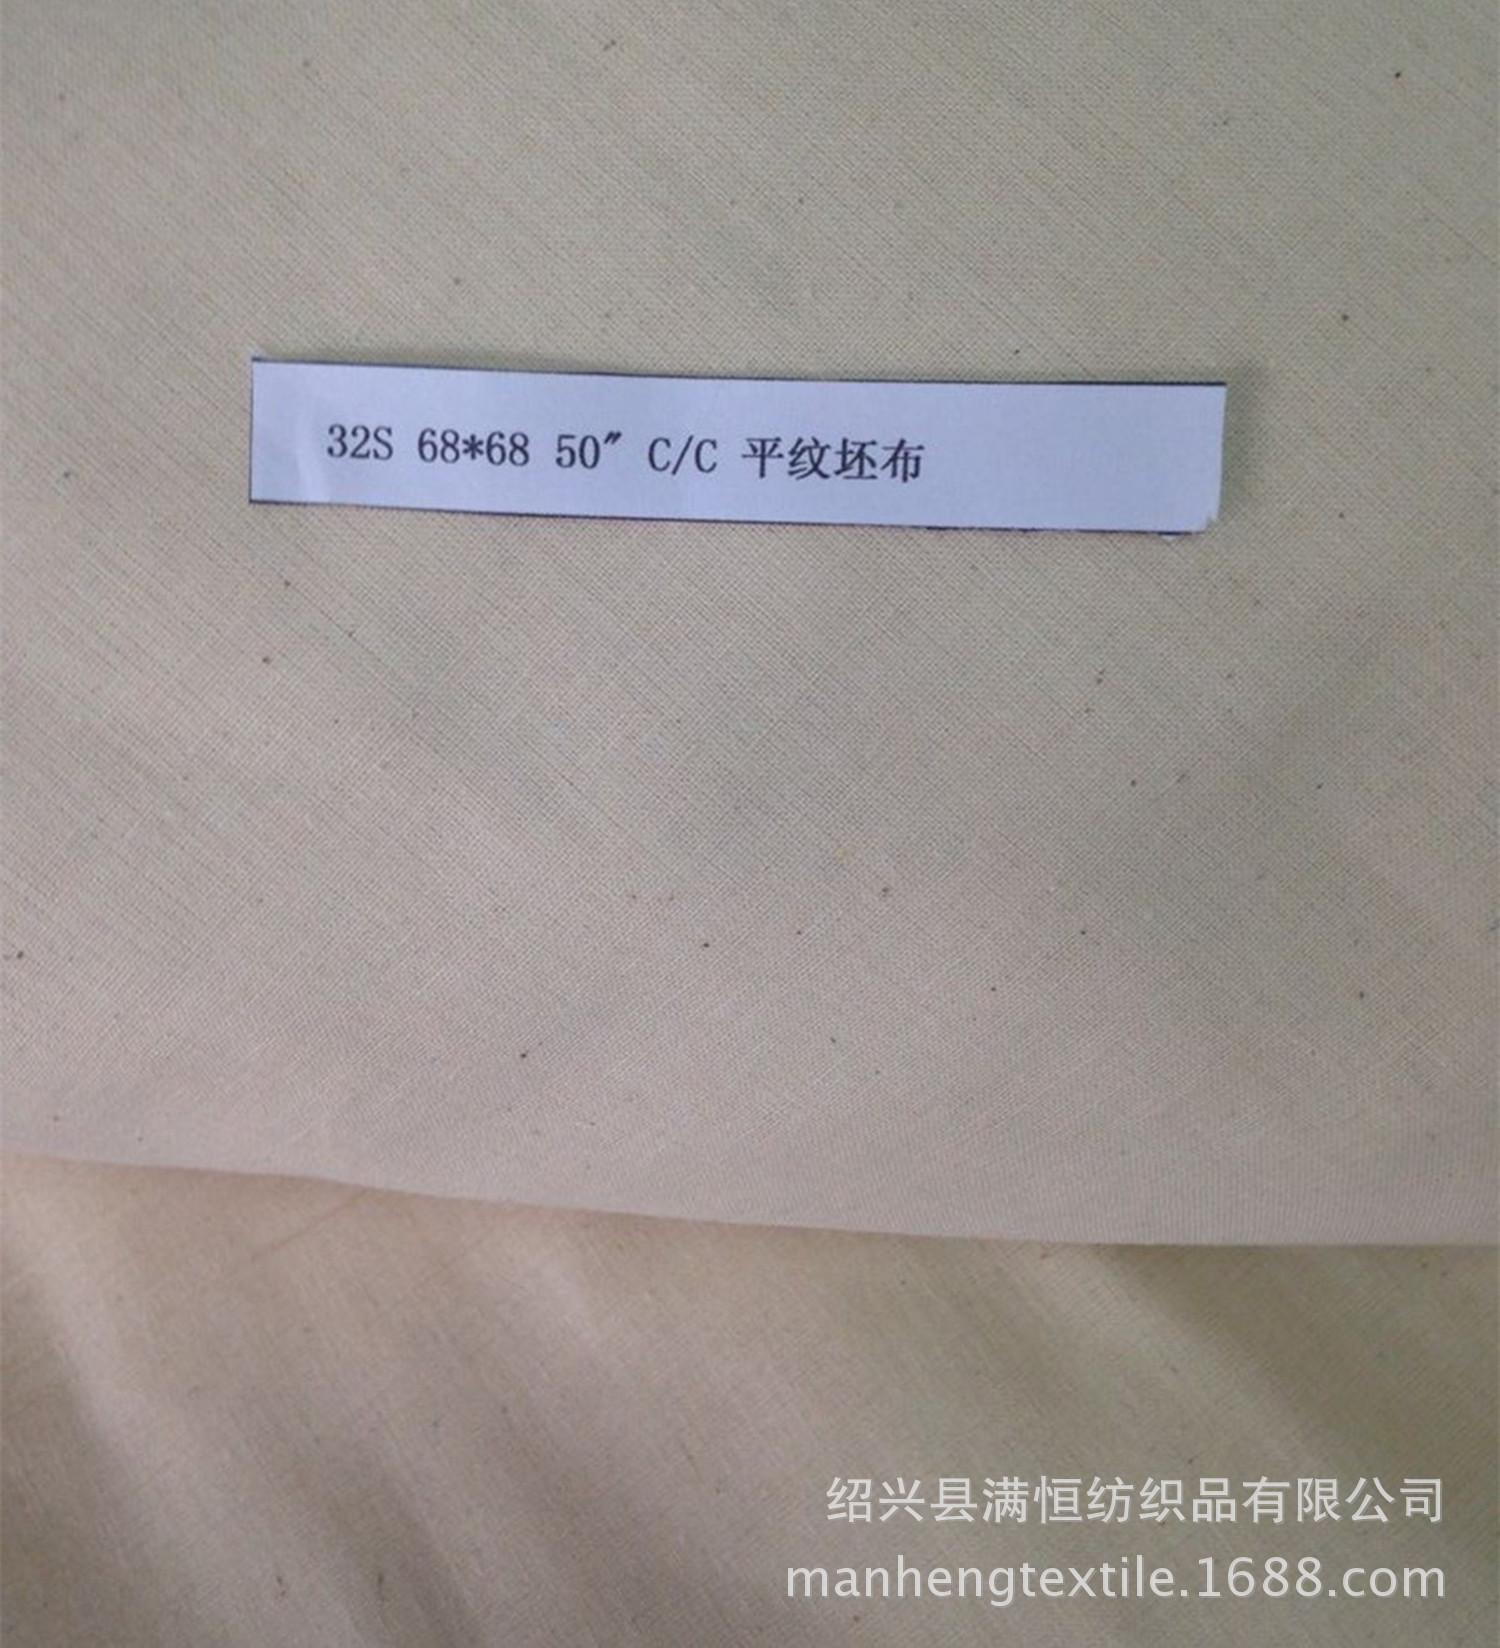 32S 68*68 50″ C/C 平纹坯布
绍兴县满恒纺织品有限公司
manhengtextile.1688.com